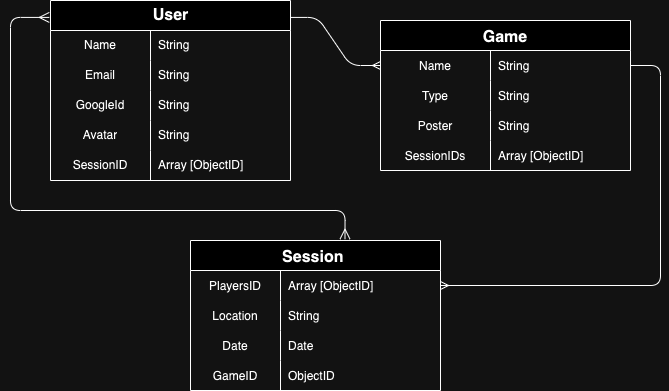 User
Name String
Email String
GoogleId String
Avatar String
SessionID Array [ObjectID]
Game
Name String
Type String
Poster String
SessionIDs Array [ObjectID]
Session
PlayersID Array [ObjectID]
Location String
Date Date
GameID ObjectID